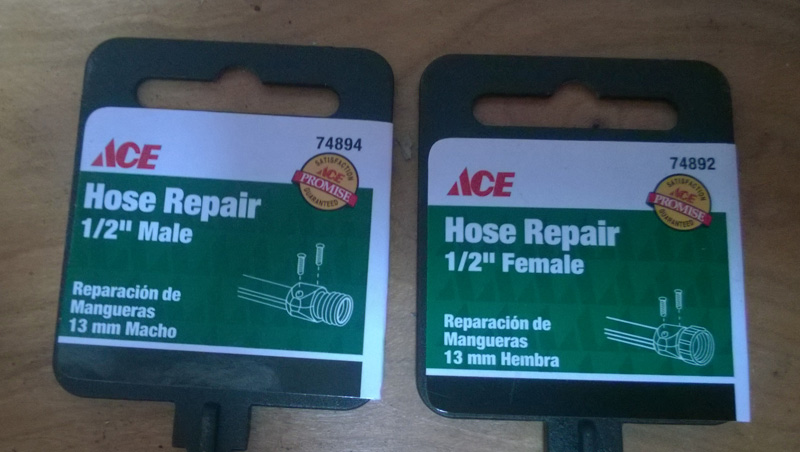 ACE
74894
SATISFACTION
ACE
PROMISE
GUARANTEED
Hose Repair
1/2" Male
Reparación de
Mangueras
13 mm Macho
ACE
74892
SATISFACTION
ACE
PROMISE
GUARANTEED
Hose Repair
1/2" Female
Reparación de
Mangueras
13 mm Hembra